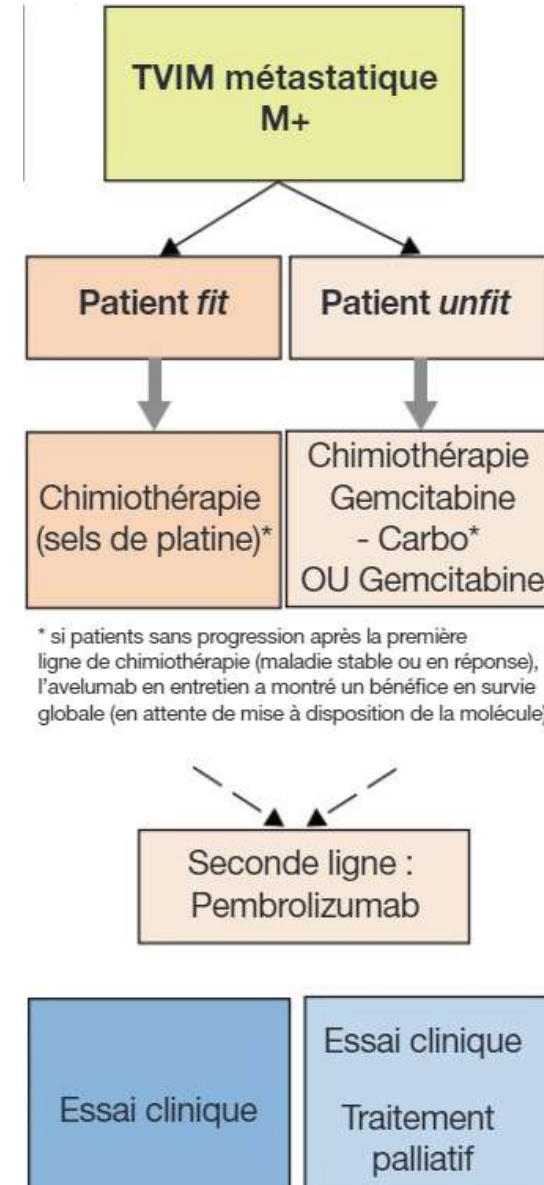 TVIM métastatique
M+
Patient fit
Patient unfit
Chimiothérapie
(sels de platine)*
Chimiothérapie
Gemcitabine
- Carbo*
OU Gemcitabine
* si patients sans progression après la première
ligne de chimiothérapie (maladie stable ou en réponse),
l'avelumab en entretien a montré un bénéfice en survie
globale (en attente de mise à disposition de la molécule)
Seconde ligne :
Pembrolizumab
Essai clinique
Essai clinique
Traitement
palliatif